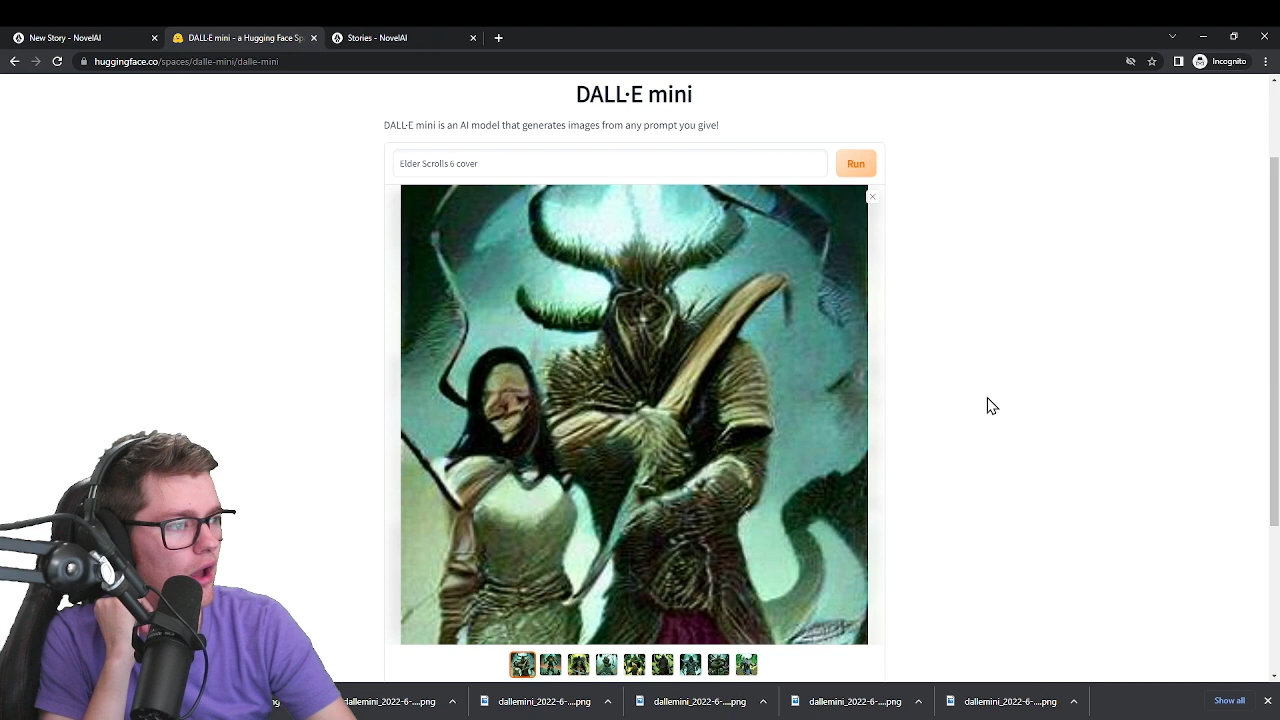 New Story - NovelAI
DALL·E mini - a Hugging Face Sp
Stories - NovelAI
huggingface.co/spaces/dalle-mini/dalle-mini
Incognito
DALL·E mini
DALL·E mini is an AI model that generates images from any prompt you give!
Elder Scrolls 6 cover
Run
ng
dallemini_2022-6-....png
dallemini_2022-6-....png
dallemini_2022-6-....png
dallemini_2022-6-....png
dallemini_2022-6-....png
Show all